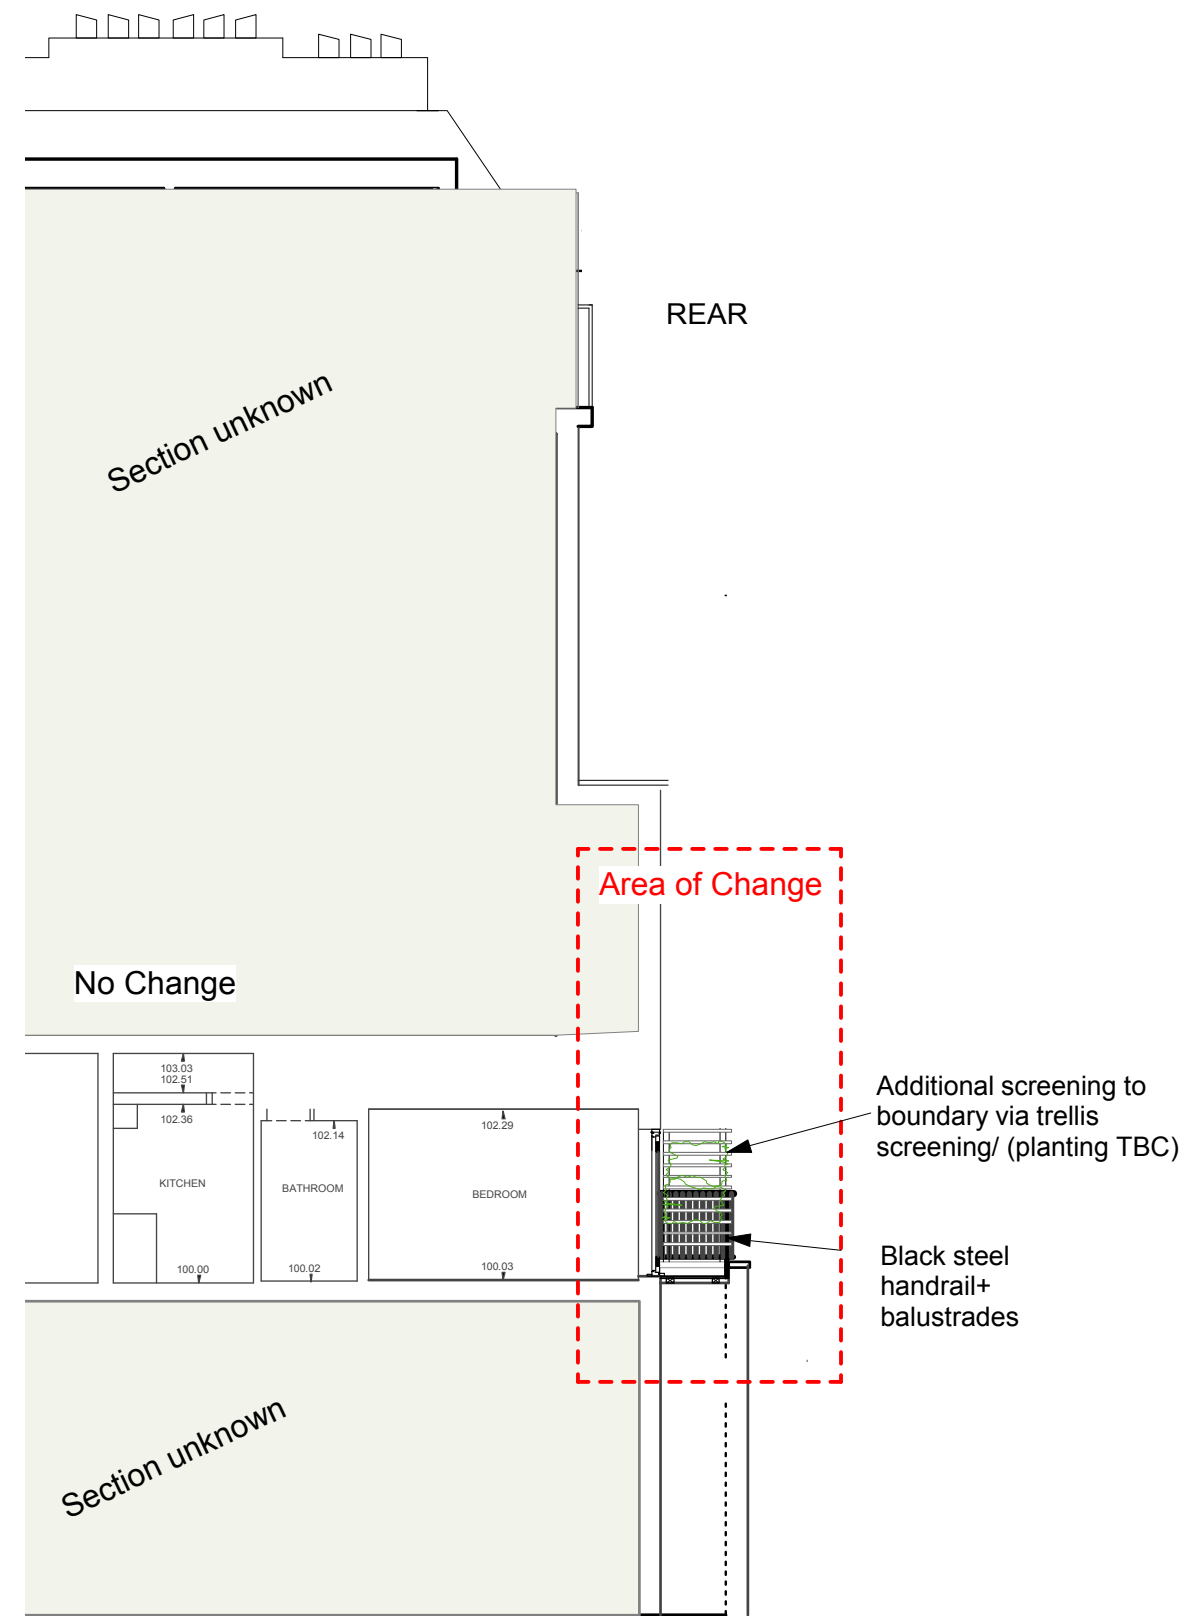 REAR
Section unknown
Area of Change
No Change
103.03
102.51
102.36
102.14
102.29
Additional screening to
boundary via trellis
screening/ (planting TBC)
KITCHEN
BATHROOM
BEDROOM
100.00
100.02
100.03
Black steel
handrail+
balustrades
Section unknown